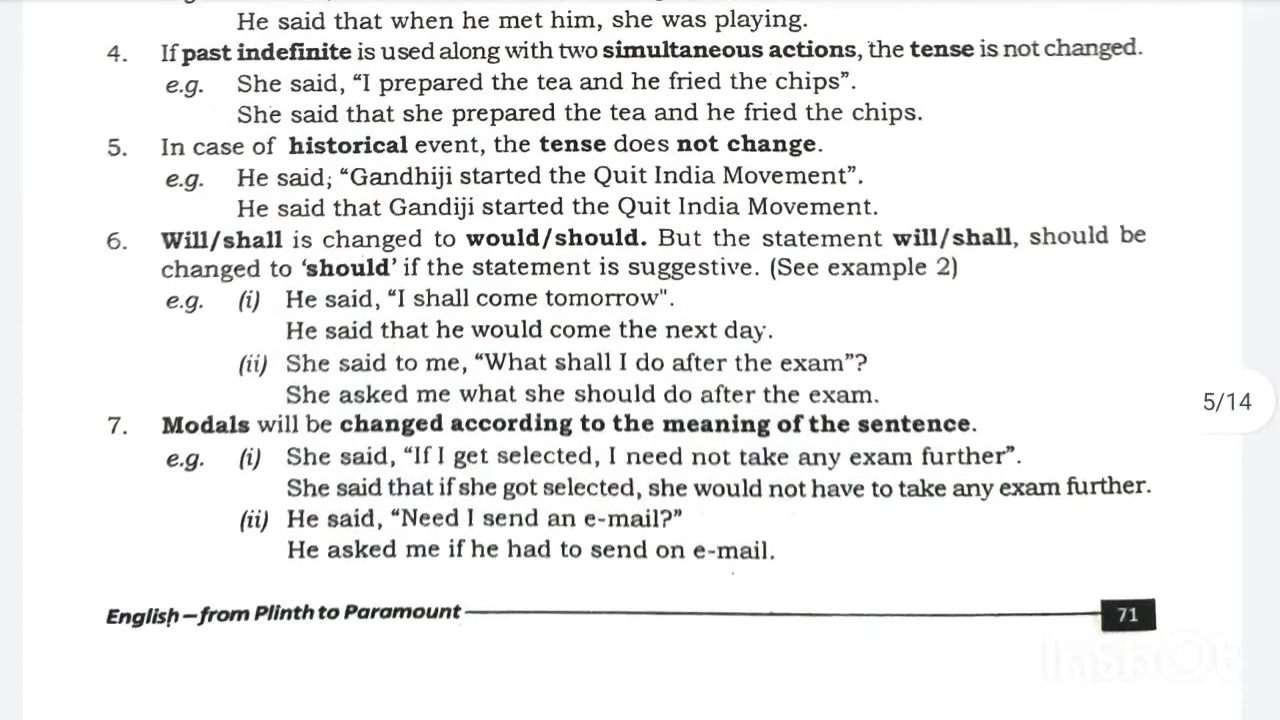 He said that when he met him, she was playing.
4. If past indefinite is used along with two simultaneous actions, the tense is not changed.
e.g. She said, “I prepared the tea and he fried the chips”.
She said that she prepared the tea and he fried the chips.
5. In case of historical event, the tense does not change.
e.g. He said; “Gandhiji started the Quit India Movement”.
He said that Gandiji started the Quit India Movement.
6. Will/shall is changed to would/should. But the statement will/shall, should be
changed to ‘should’ if the statement is suggestive. (See example 2)
e.g. (i) He said, “I shall come tomorrow".
He said that he would come the next day.
(ii) She said to me, “What shall I do after the exam”?
She asked me what she should do after the exam.
5/14
7. Modals will be changed according to the meaning of the sentence.
e.g. (i) She said, “If I get selected, I need not take any exam further”.
She said that if she got selected, she would not have to take any exam further.
(ii) He said, “Need I send an e-mail?”
He asked me if he had to send on e-mail.
English – from Plinth to Paramount 71
InShOt